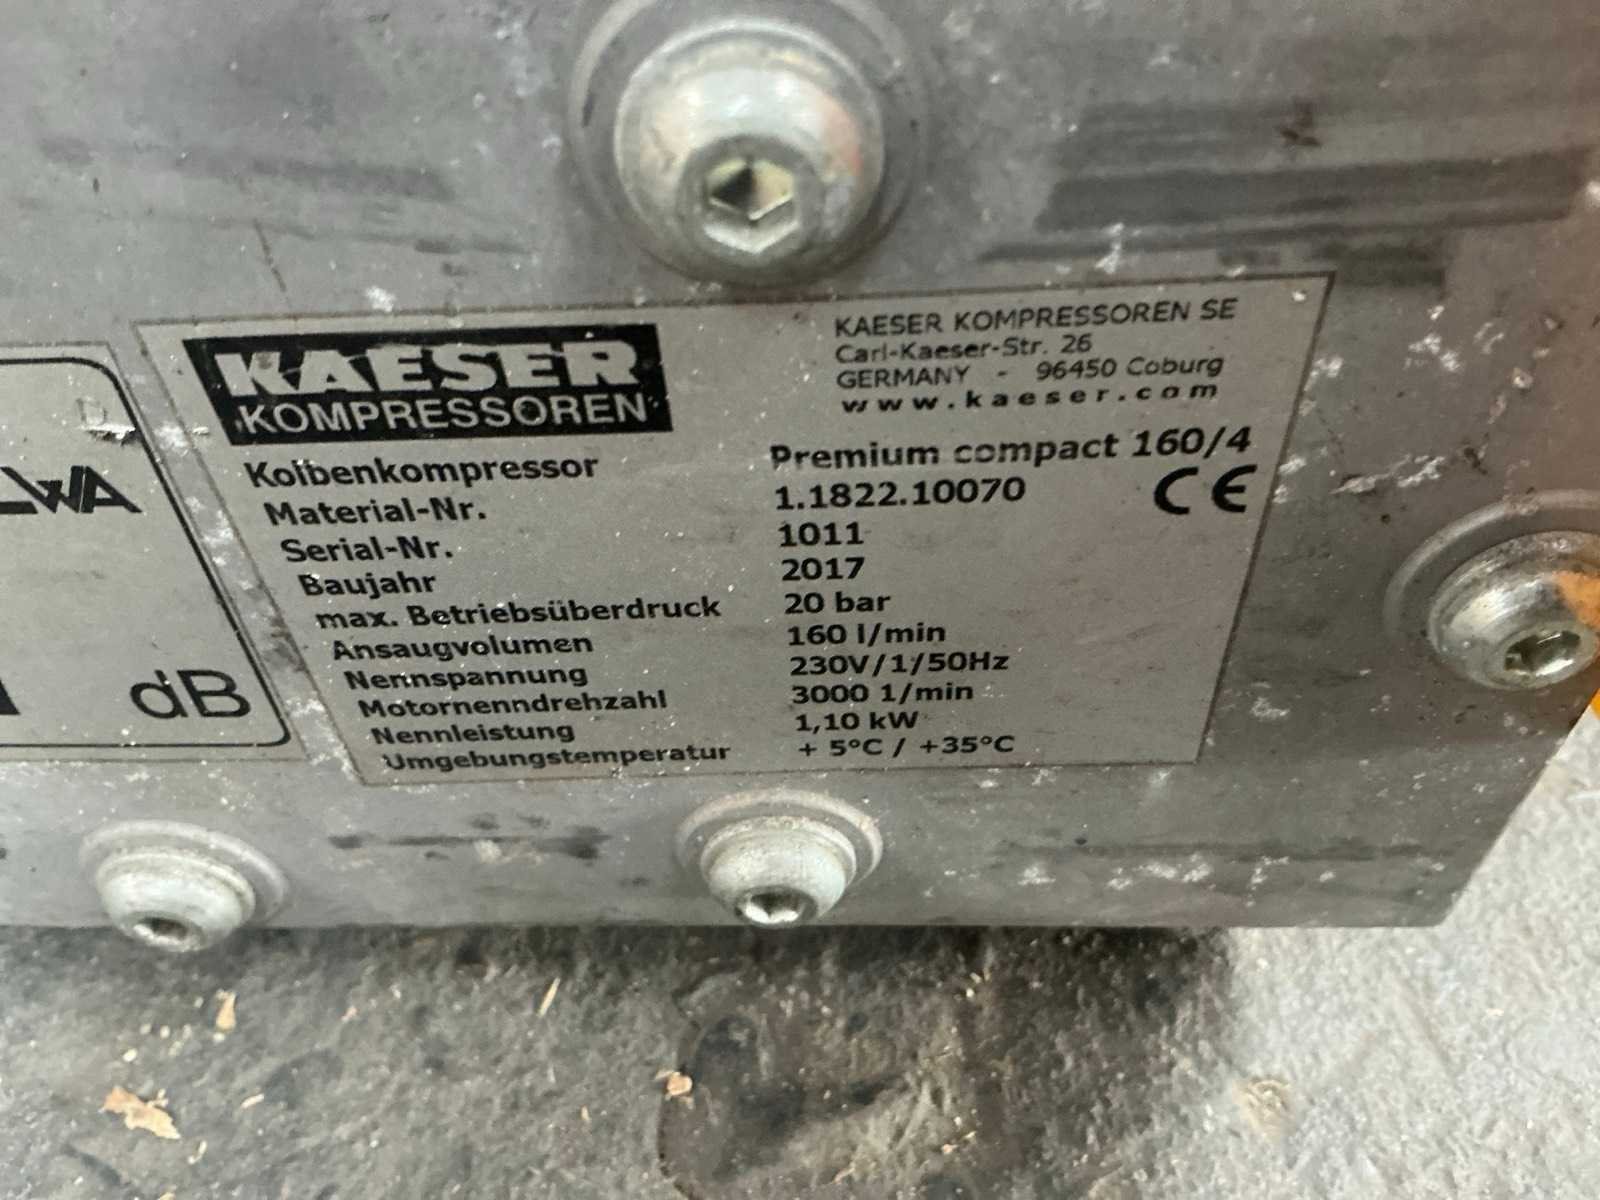 KAESER
KOMPRESSOREN
KAESER KOMPRESSOREN SE
Carl-Kaeser-Str. 26
GERMANY - 96450 Coburg
www.kaeser.com
Kolbenkompressor Premium compact 160/4
Material-Nr. 1.1822.10070 CE
Serial-Nr. 1011
Baujahr 2017
max. Betriebsüberdruck 20 bar
Ansaugvolumen 160 l/min
Nennspannung 230V/1/50Hz
Motornenndrehzahl 3000 1/min
Nennleistung 1,10 kW
Umgebungstemperatur + 5°C / +35°C
LWA
dB